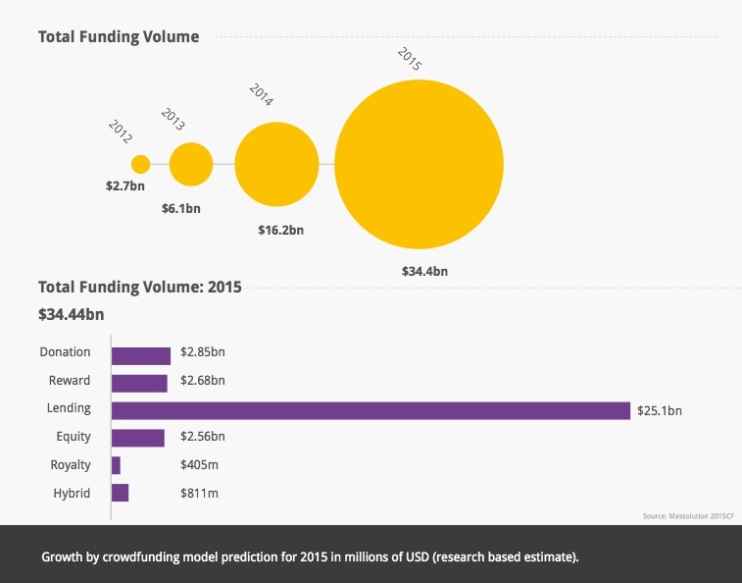 Total Funding Volume
2012
2013
2014
2015
$2.7bn
$6.1bn
$16.2bn
$34.4bn
Total Funding Volume: 2015
$34.44bn
Donation $2.85bn
Reward $2.68bn
Lending $25.1bn
Equity $2.56bn
Royalty $405m
Hybrid $811m
Source: Massolution 2015CF
Growth by crowdfunding model prediction for 2015 in millions of USD (research based estimate).